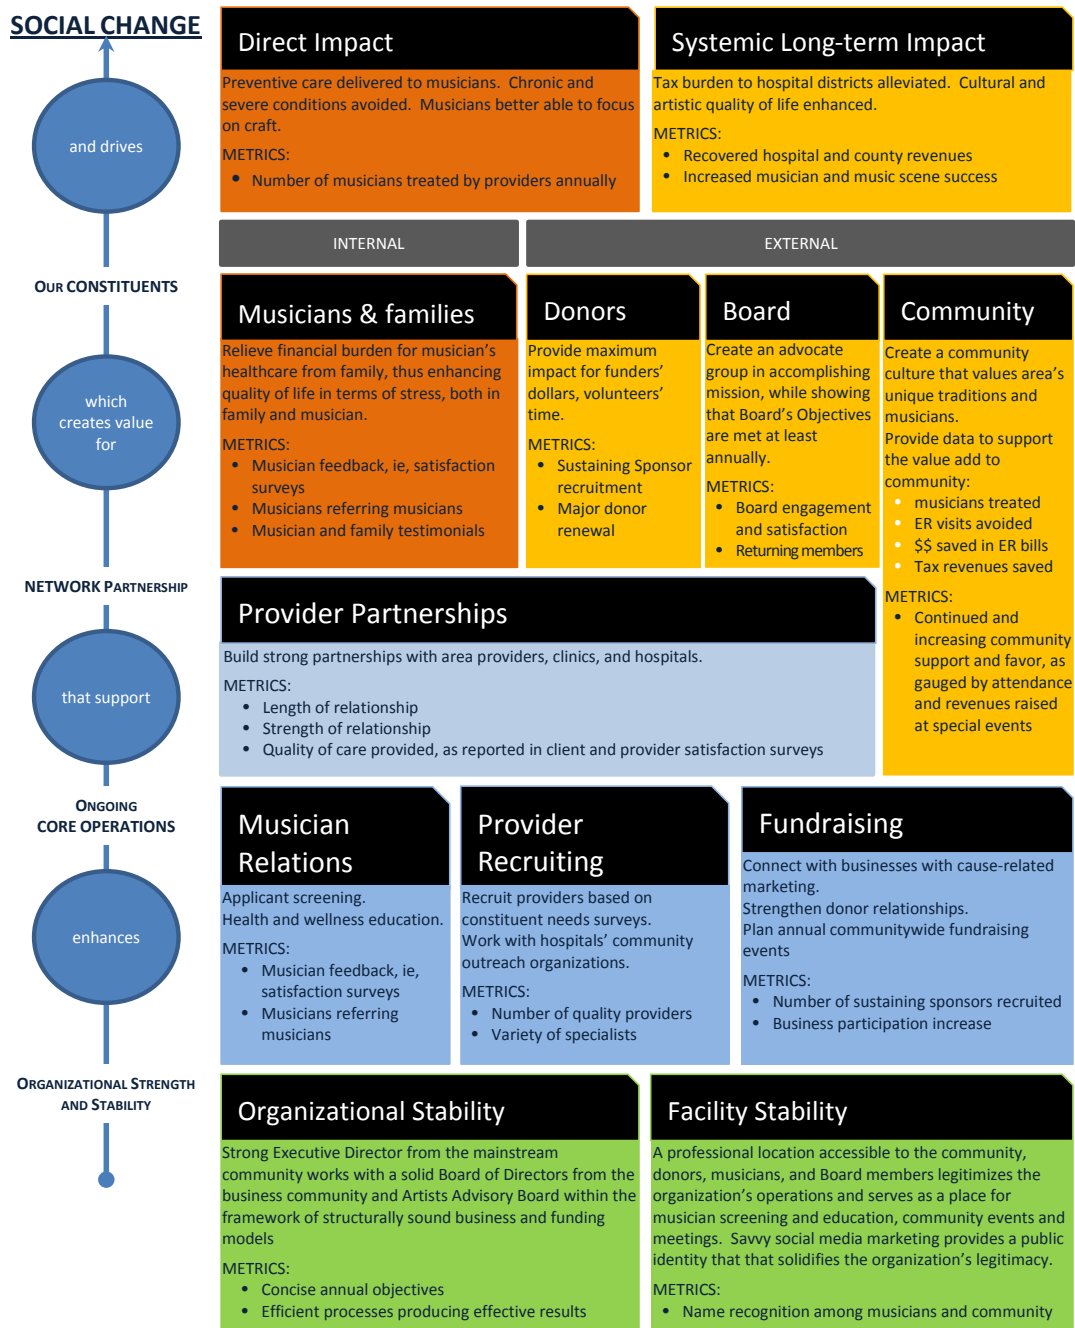 SOCIAL CHANGE
and drives
OUR CONSTITUENTS
which
creates value
for
NETWORK PARTNERSHIP
that support
ONGOING
CORE OPERATIONS
enhances
ORGANIZATIONAL STRENGTH
AND STABILITY
Direct Impact
Preventive care delivered to musicians.  Chronic and
severe conditions avoided.  Musicians better able to focus
on craft.
METRICS:
• Number of musicians treated by providers annually
Systemic Long-term Impact
Tax burden to hospital districts alleviated.  Cultural and
artistic quality of life enhanced.
METRICS:
• Recovered hospital and county revenues
• Increased musician and music scene success
INTERNAL
EXTERNAL
Musicians & families
Relieve financial burden for musician's
healthcare from family, thus enhancing
quality of life in terms of stress, both in
family and musician.
METRICS:
• Musician feedback, ie, satisfaction
surveys
• Musicians referring musicians
• Musician and family testimonials
Donors
Provide maximum
impact for funders'
dollars, volunteers'
time.
METRICS:
• Sustaining Sponsor
recruitment
• Major donor
renewal
Board
Create an advocate
group in accomplishing
mission, while showing
that Board's Objectives
are met at least
annually.
METRICS:
• Board engagement
and satisfaction
• Returning members
Community
Create a community
culture that values area's
unique traditions and
musicians.
Provide data to support
the value add to
community:
• musicians treated
• ER visits avoided
• $$ saved in ER bills
• Tax revenues saved
METRICS:
• Continued and
increasing community
support and favor, as
gauged by attendance
and revenues raised
at special events
Provider Partnerships
Build strong partnerships with area providers, clinics, and hospitals.
METRICS:
• Length of relationship
• Strength of relationship
• Quality of care provided, as reported in client and provider satisfaction surveys
Musician
Relations
Applicant screening.
Health and wellness education.
METRICS:
• Musician feedback, ie,
satisfaction surveys
• Musicians referring
musicians
Provider
Recruiting
Recruit providers based on
constituent needs surveys.
Work with hospitals' community
outreach organizations.
METRICS:
• Number of quality providers
• Variety of specialists
Fundraising
Connect with businesses with cause-related
marketing.
Strengthen donor relationships.
Plan annual communitywide fundraising
events
METRICS:
• Number of sustaining sponsors recruited
• Business participation increase
Organizational Stability
Strong Executive Director from the mainstream
community works with a solid Board of Directors from the
business community and Artists Advisory Board within the
framework of structurally sound business and funding
models
METRICS:
• Concise annual objectives
• Efficient processes producing effective results
Facility Stability
A professional location accessible to the community,
donors, musicians, and Board members legitimizes the
organization's operations and serves as a place for
musician screening and education, community events and
meetings.  Savvy social media marketing provides a public
identity that that solidifies the organization's legitimacy.
METRICS:
• Name recognition among musicians and community